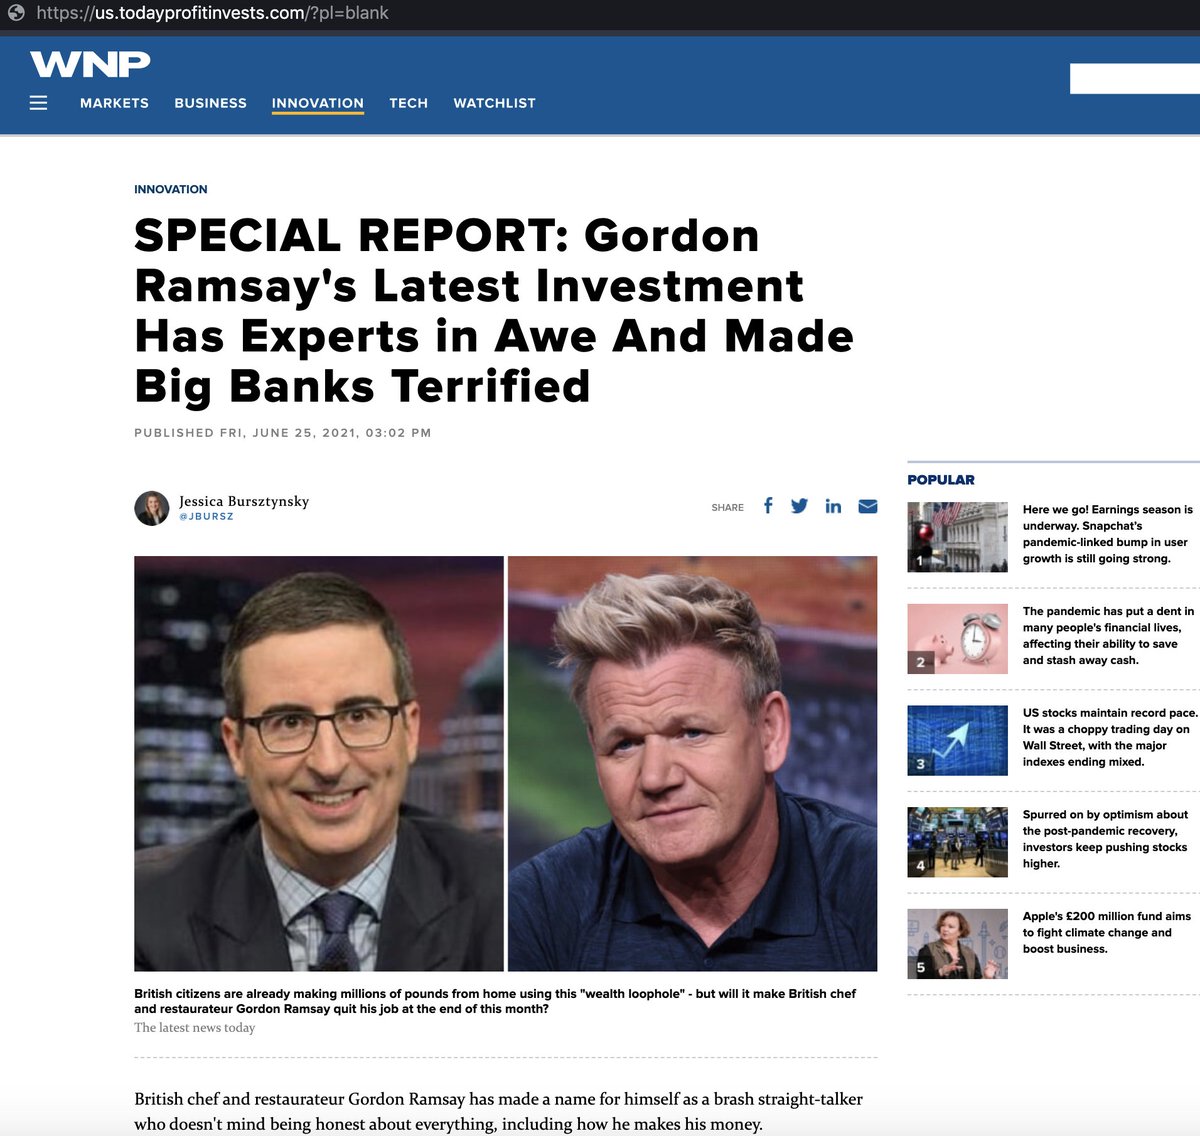 https://us.todayprofitinvests.com/?pl=blank
WNP
MARKETS BUSINESS INNOVATION TECH WATCHLIST
INNOVATION
SPECIAL REPORT: Gordon
Ramsay's Latest Investment
Has Experts in Awe And Made
Big Banks Terrified
PUBLISHED FRI, JUNE 25, 2021, 03:02 PM
Jessica Bursztynsky
@JBURSZ
SHARE
British citizens are already making millions of pounds from home using this "wealth loophole" - but will it make British chef
and restaurateur Gordon Ramsay quit his job at the end of this month?
The latest news today
British chef and restaurateur Gordon Ramsay has made a name for himself as a brash straight-talker
who doesn't mind being honest about everything, including how he makes his money.
POPULAR
1
Here we go! Earnings season is
underway. Snapchat's
pandemic-linked bump in user
growth is still going strong.
2
The pandemic has put a dent in
many people's financial lives,
affecting their ability to save
and stash away cash.
3
US stocks maintain record pace.
It was a choppy trading day on
Wall Street, with the major
indexes ending mixed.
4
Spurred on by optimism about
the post-pandemic recovery,
investors keep pushing stocks
higher.
5
Apple's £200 million fund aims
to fight climate change and
boost business.